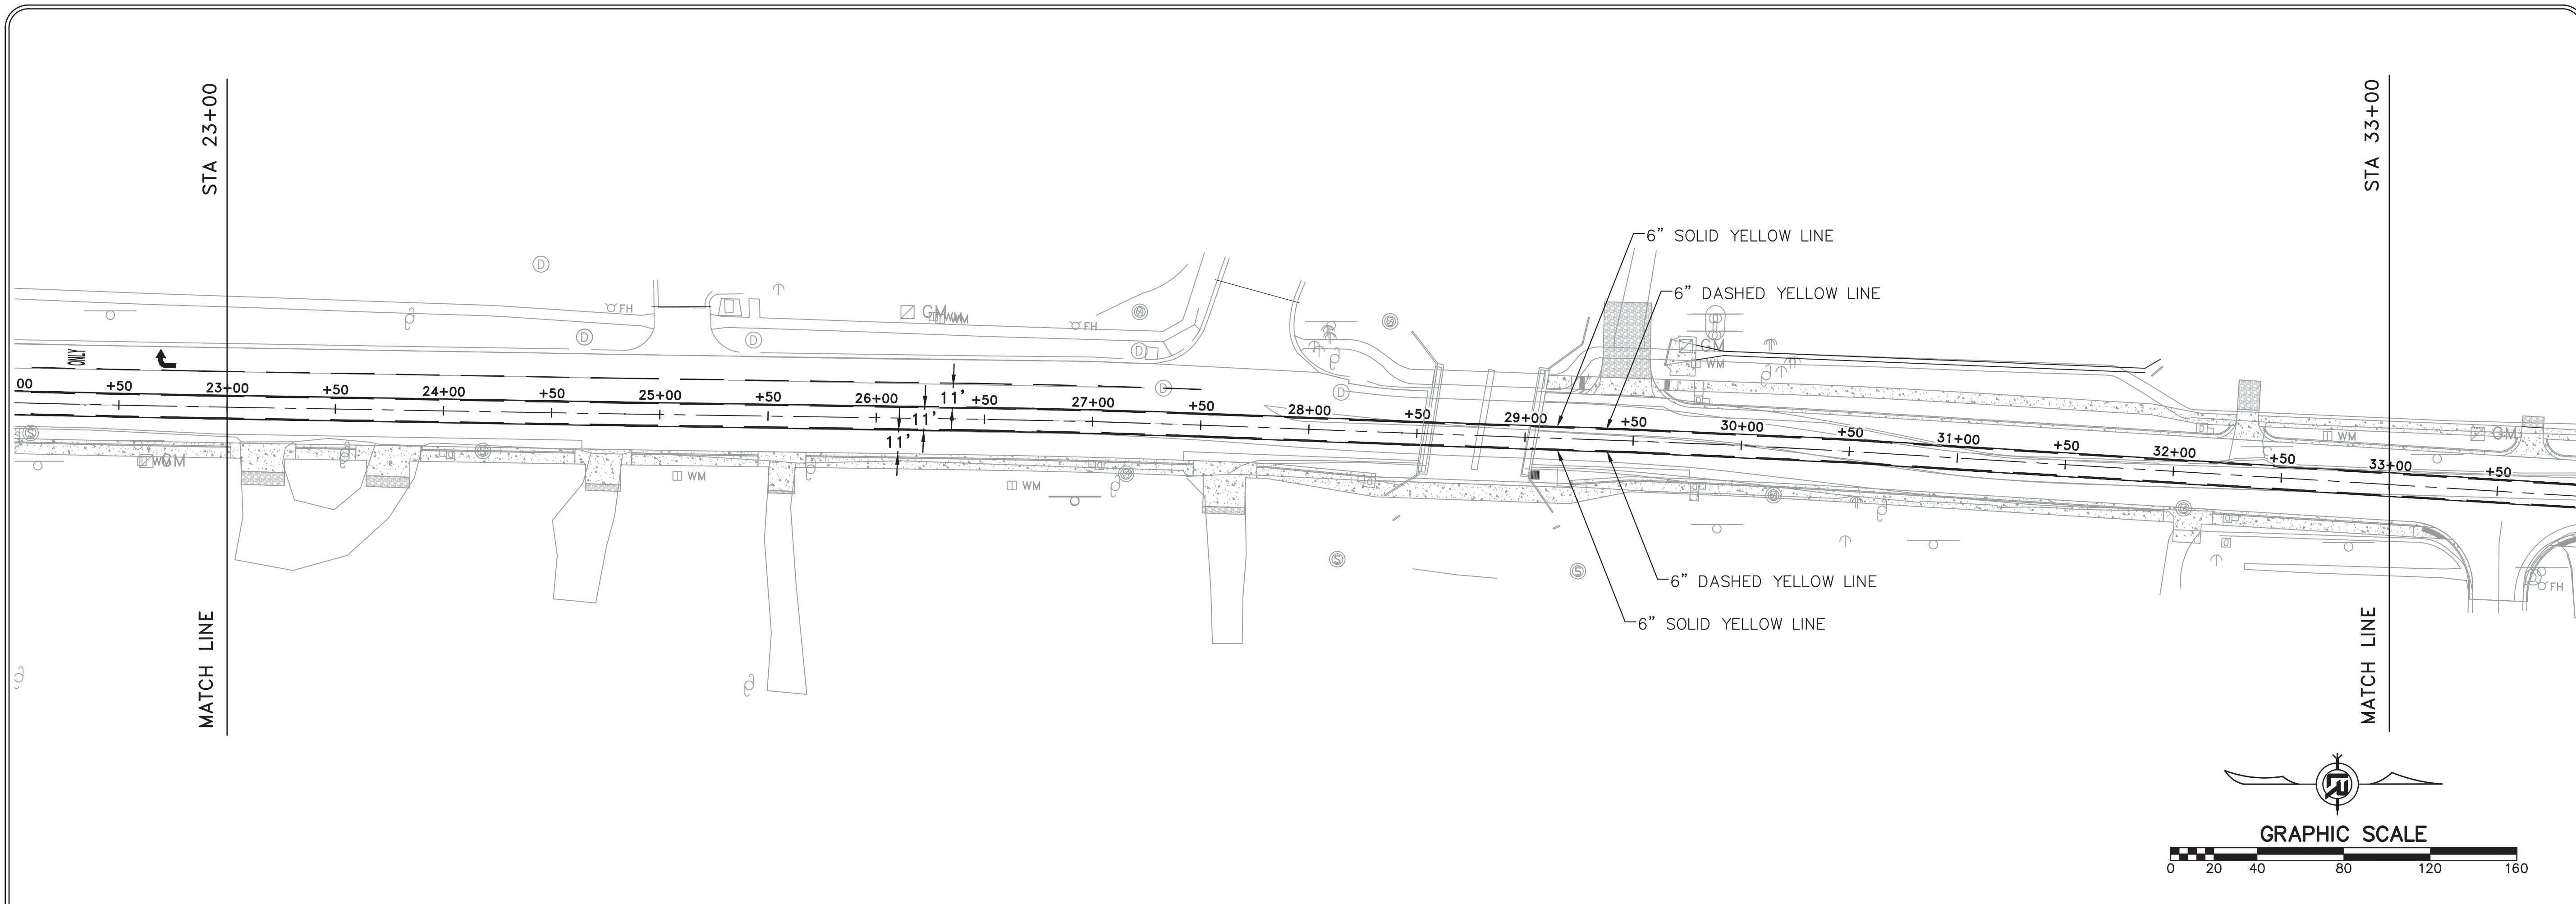 STA 23+00
STA 33+00
6” SOLID YELLOW LINE
6” DASHED YELLOW LINE
FH
GM
WM
WM
FH
GM
WM
ONLY
00
+50
23+00
+50
24+00
+50
25+00
+50
26+00
+50
27+00
+50
28+00
+50
29+00
+50
30+00
+50
31+00
+50
32+00
+50
33+00
+50
11'
11'
11'
WM
GM
WM
WM
WM
GM
6” DASHED YELLOW LINE
6” SOLID YELLOW LINE
FH
MATCH LINE
MATCH LINE
GRAPHIC SCALE
0 20 40 80 120 160